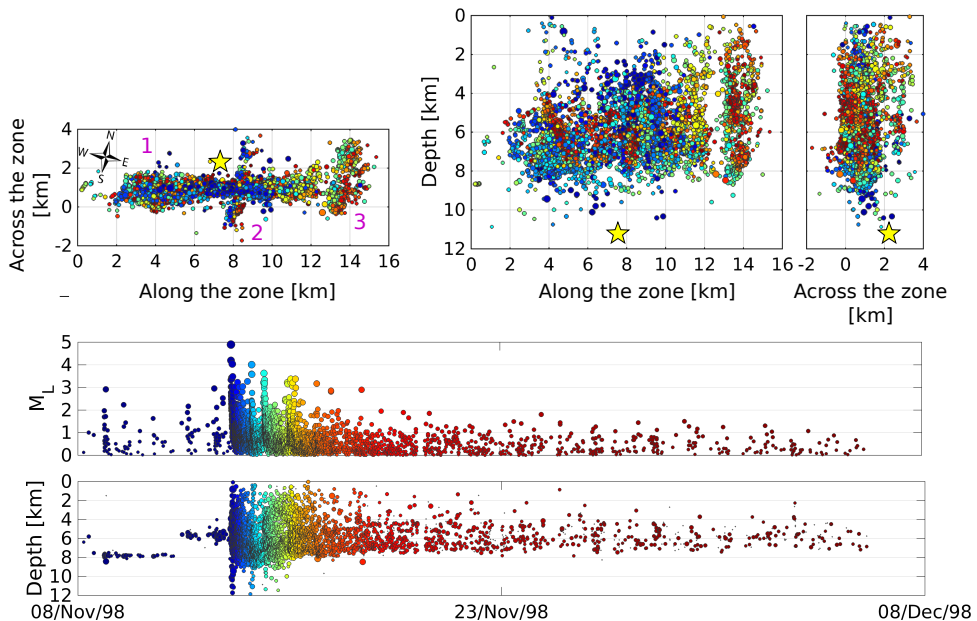 Across the zone
[km]
4
2
0
-2
N
W
E
S
1
2
3
0 2 4 6 8 10 12 14 16
Along the zone [km]
Depth [km]
0
2
4
6
8
10
12
0 2 4 6 8 10 12 14 16
Along the zone [km]
-2 0 2 4
Across the zone
[km]
M_L
5
4
3
2
1
0
Depth [km]
0
2
4
6
8
10
12
08/Nov/98 23/Nov/98 08/Dec/98